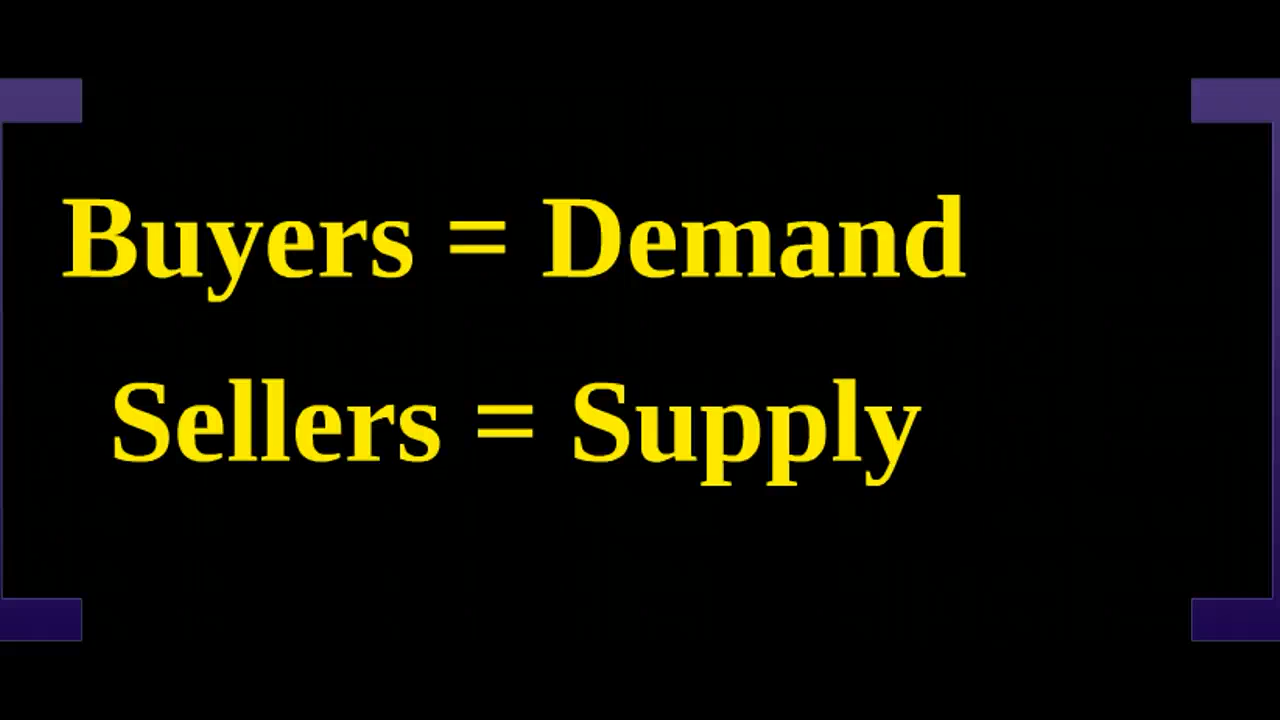 Buyers = Demand
Sellers = Supply